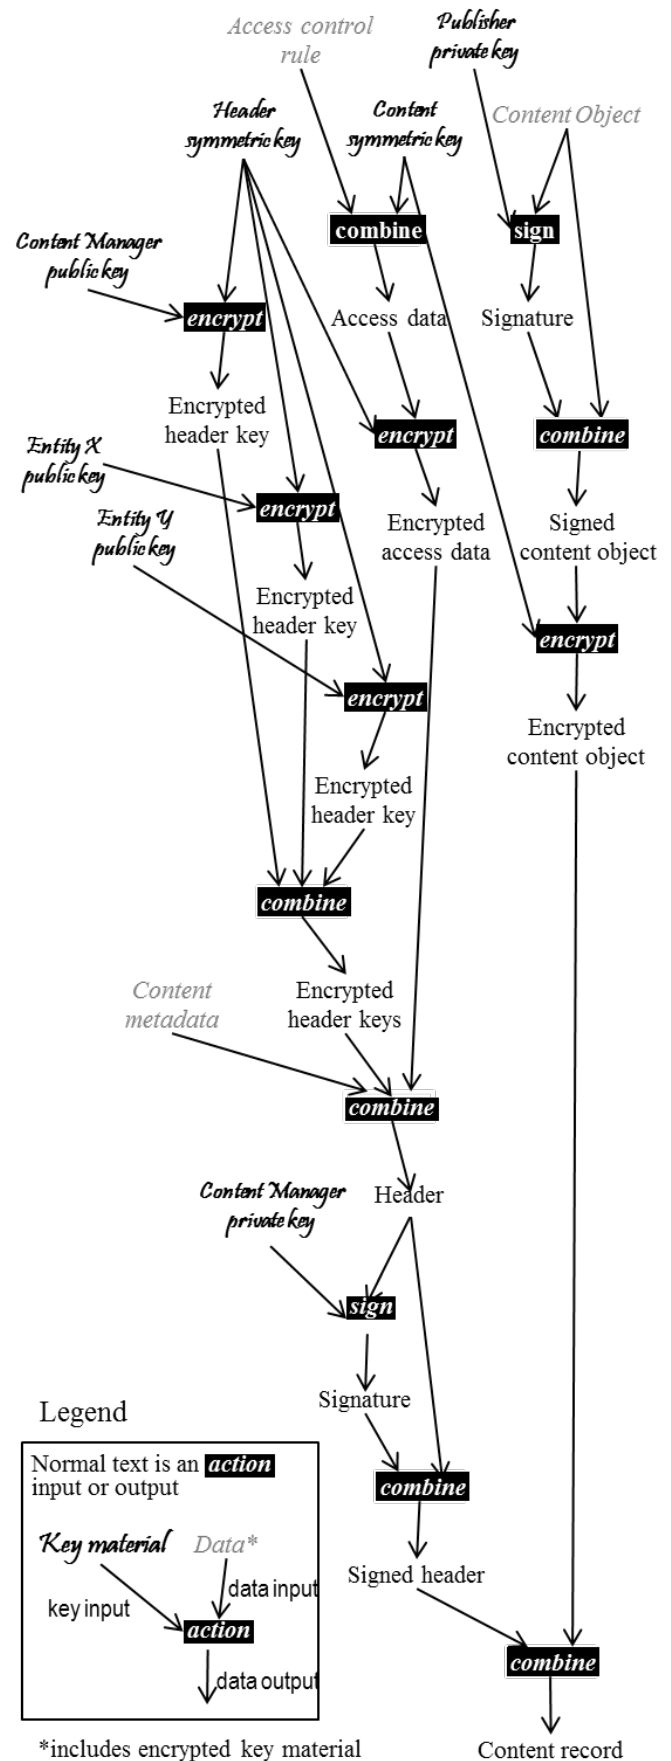 Access control
rule
Publisher
private key
Header
symmetric key
Content
symmetric key
Content Object
combine
sign
Content Manager
public key
encrypt
Access data
Signature
Encrypted
header key
encrypt
combine
Entity X
public key
encrypt
Entity Y
public key
Encrypted
access data
Signed
content object
Encrypted
header key
encrypt
encrypt
Encrypted
content object
Encrypted
header key
combine
Content
metadata
Encrypted
header keys
combine
Content Manager
private key
Header
sign
Signature
combine
Signed header
combine
Content record
Legend
Normal text is an action
input or output
Key material
Data*
key input
data input
action
data output
*includes encrypted key material